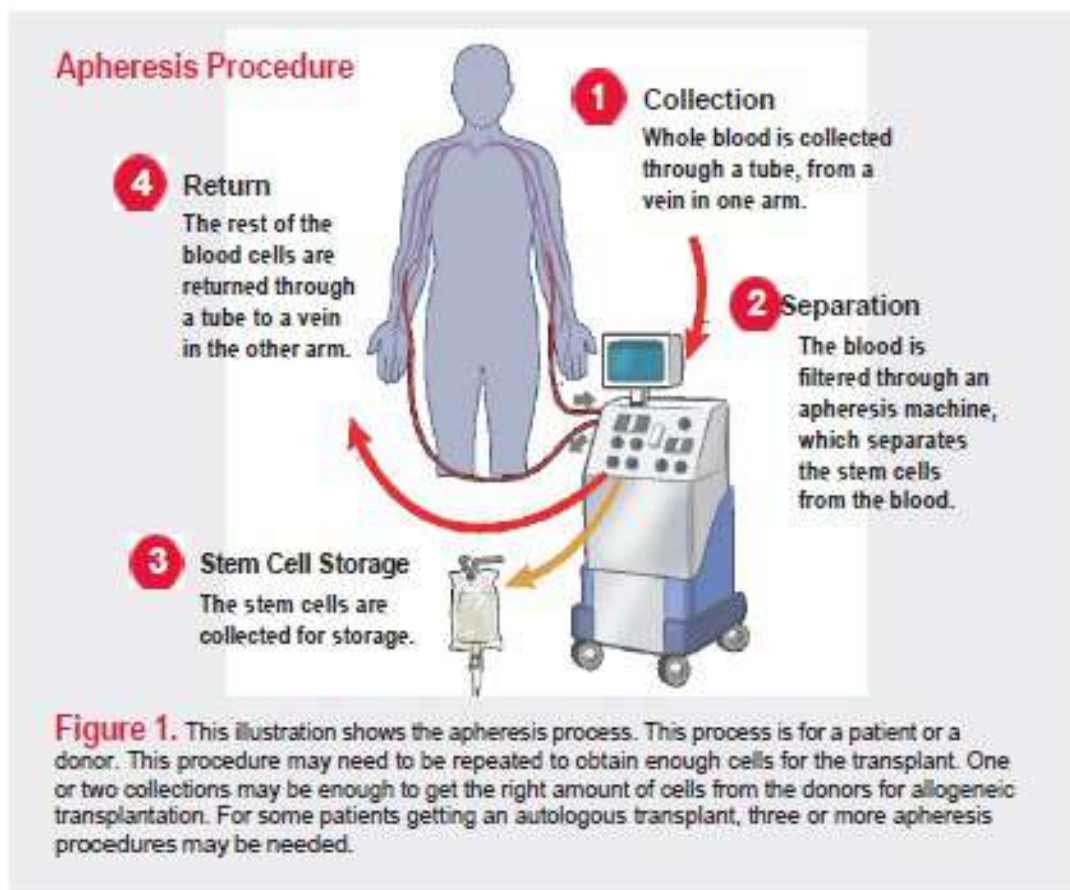 Apheresis Procedure
1 Collection
Whole blood is collected
through a tube, from a
vein in one arm.
2 Separation
The blood is
filtered through an
apheresis machine,
which separates
the stem cells
from the blood.
3 Stem Cell Storage
The stem cells are
collected for storage.
4 Return
The rest of the
blood cells are
returned through
a tube to a vein
in the other arm.
Figure 1. This illustration shows the apheresis process. This process is for a patient or a
donor. This procedure may need to be repeated to obtain enough cells for the transplant. One
or two collections may be enough to get the right amount of cells from the donors for allogeneic
transplantation. For some patients getting an autologous transplant, three or more apheresis
procedures may be needed.